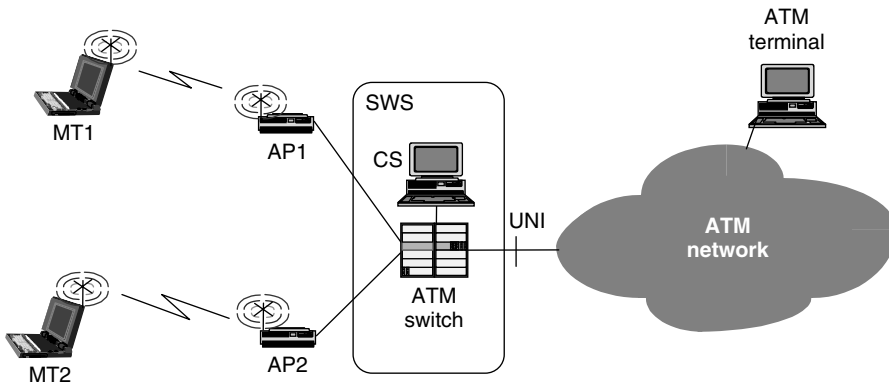 ATM
terminal
SWS
MT1
AP1
CS
UNI
ATM
network
ATM
switch
MT2
AP2